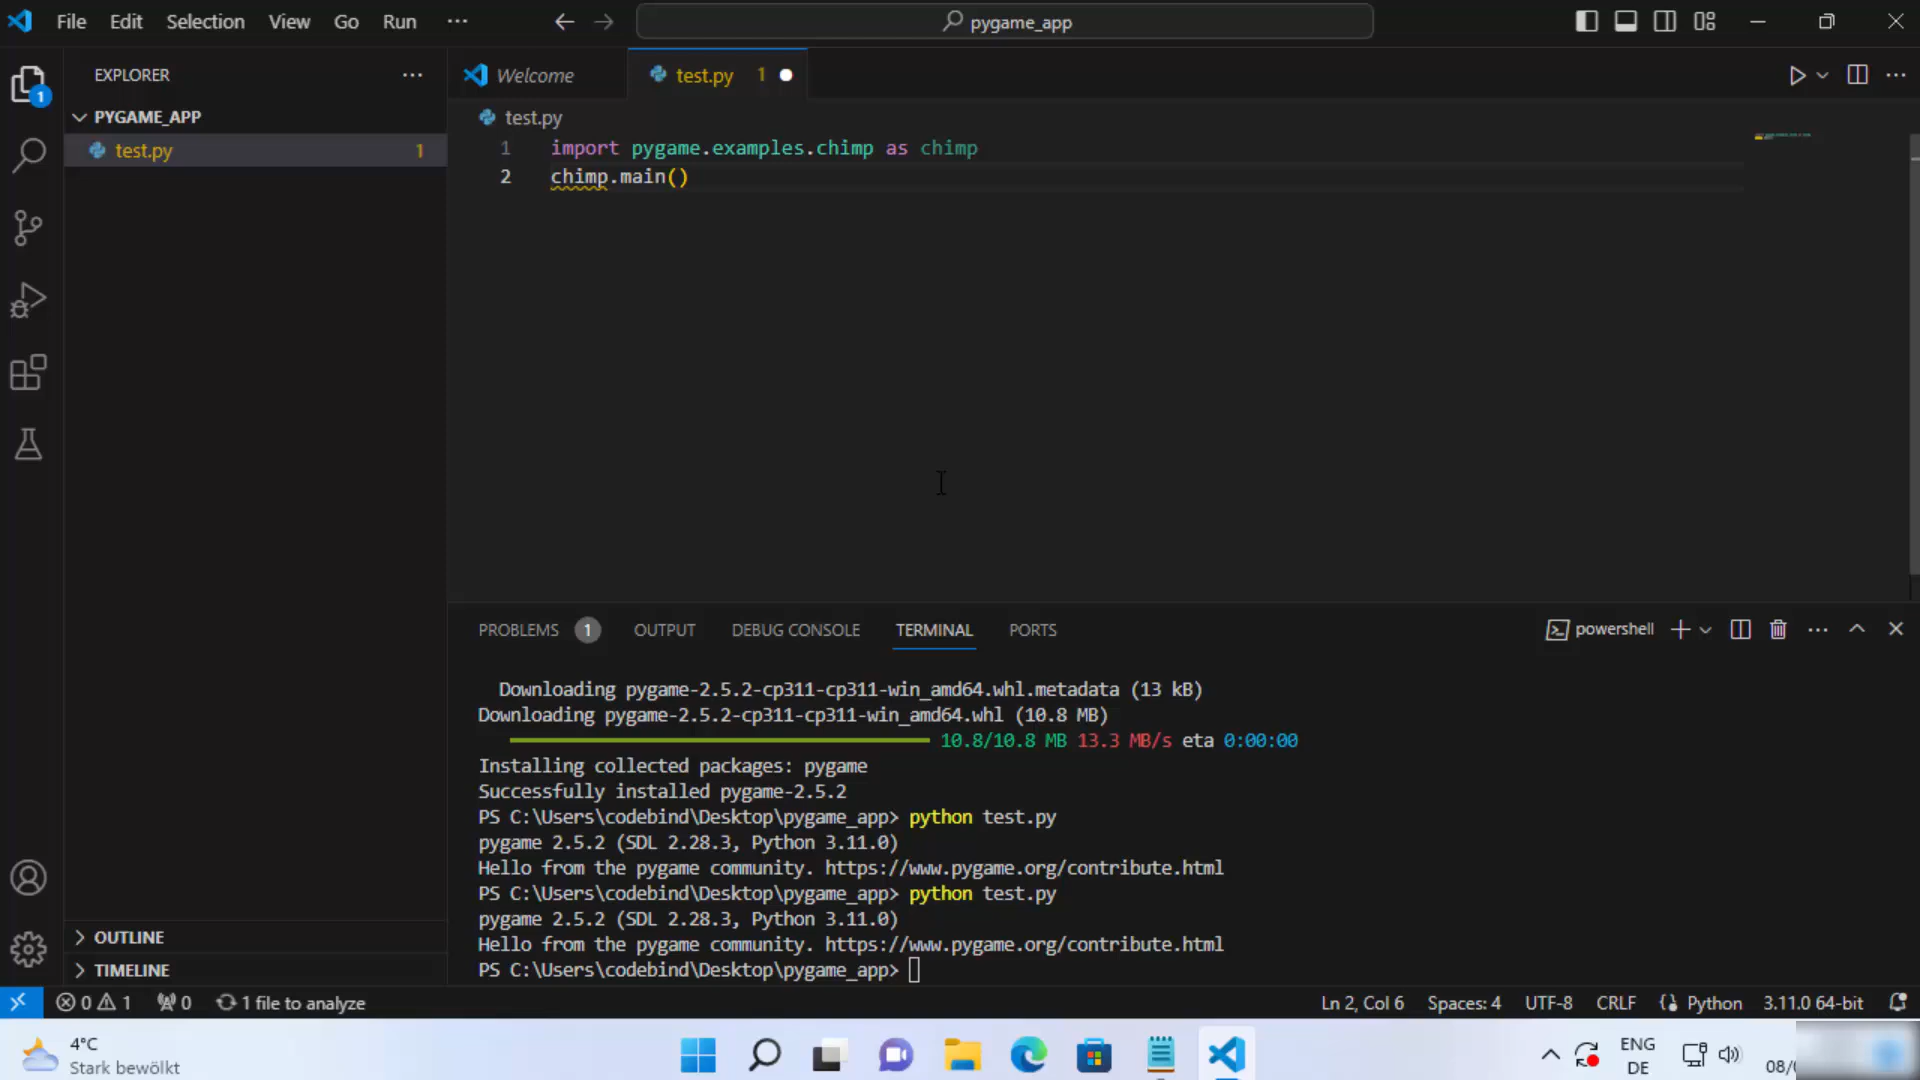 File Edit Selection View Go Run ··· pygame_app
EXPLORER ···
PYGAME_APP
test.py 1
Welcome test.py 1
test.py
1 import pygame.examples.chimp as chimp
2 chimp.main()
PROBLEMS 1 OUTPUT DEBUG CONSOLE TERMINAL PORTS powershell
Downloading pygame-2.5.2-cp311-cp311-win_amd64.whl.metadata (13 kB)
Downloading pygame-2.5.2-cp311-cp311-win_amd64.whl (10.8 MB)
10.8/10.8 MB 13.3 MB/s eta 0:00:00
Installing collected packages: pygame
Successfully installed pygame-2.5.2
PS C:\Users\codebind\Desktop\pygame_app> python test.py
pygame 2.5.2 (SDL 2.28.3, Python 3.11.0)
Hello from the pygame community. https://www.pygame.org/contribute.html
PS C:\Users\codebind\Desktop\pygame_app> python test.py
pygame 2.5.2 (SDL 2.28.3, Python 3.11.0)
Hello from the pygame community. https://www.pygame.org/contribute.html
PS C:\Users\codebind\Desktop\pygame_app>
OUTLINE
TIMELINE
1
0 1 0 1 file to analyze Ln 2, Col 6 Spaces: 4 UTF-8 CRLF Python 3.11.0 64-bit
4°C
Stark bewölkt
ENG
DE
08/